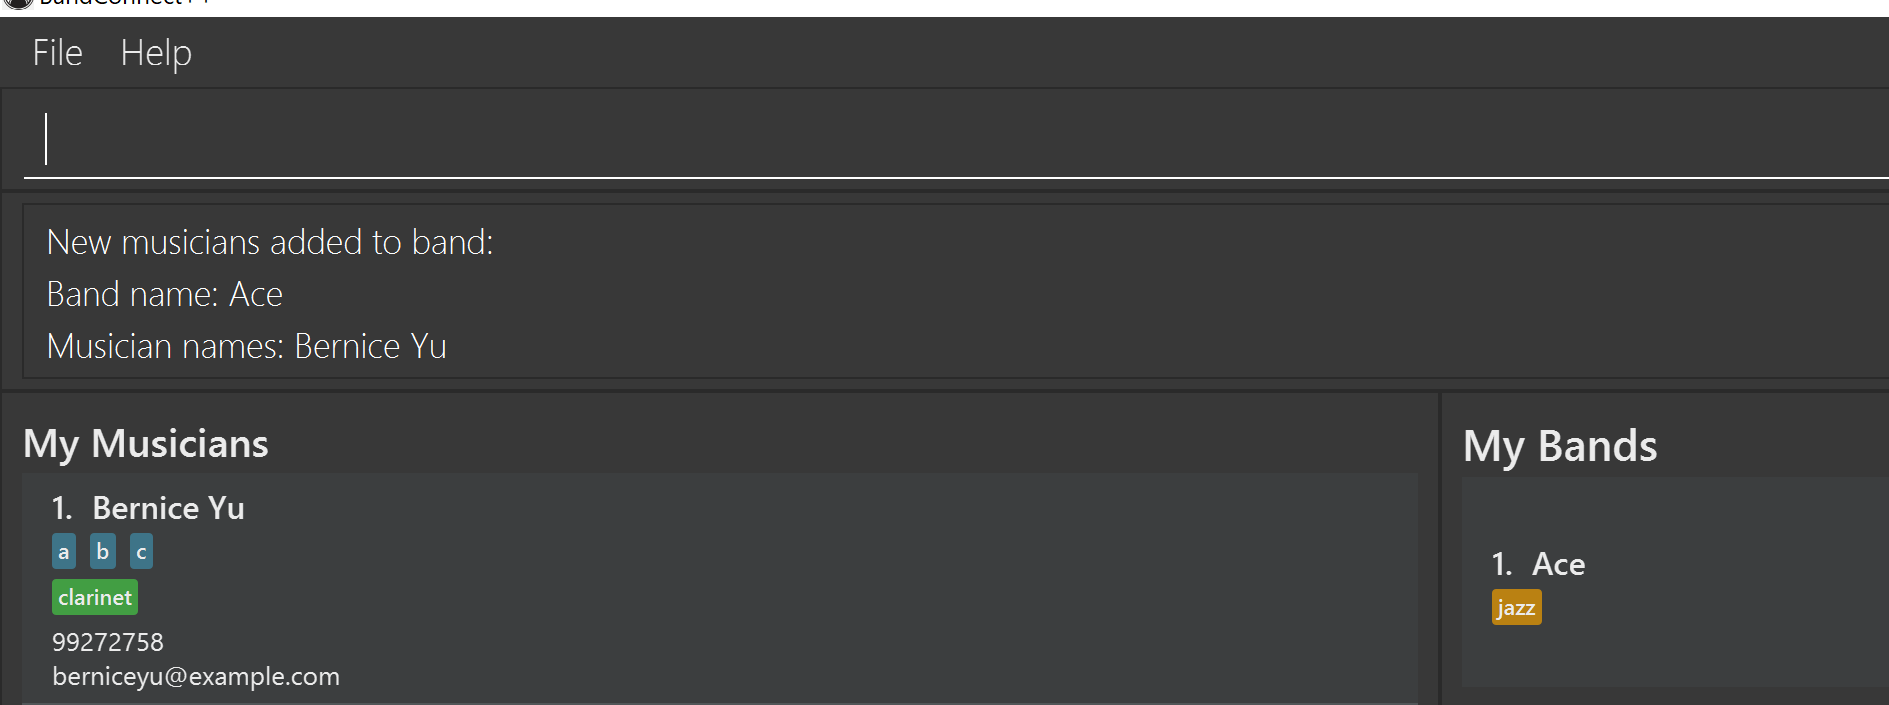 BandConnect++
File Help
New musicians added to band:
Band name: Ace
Musician names: Bernice Yu
My Musicians
1. Bernice Yu
a b c
clarinet
99272758
berniceyu@example.com
My Bands
1. Ace
jazz